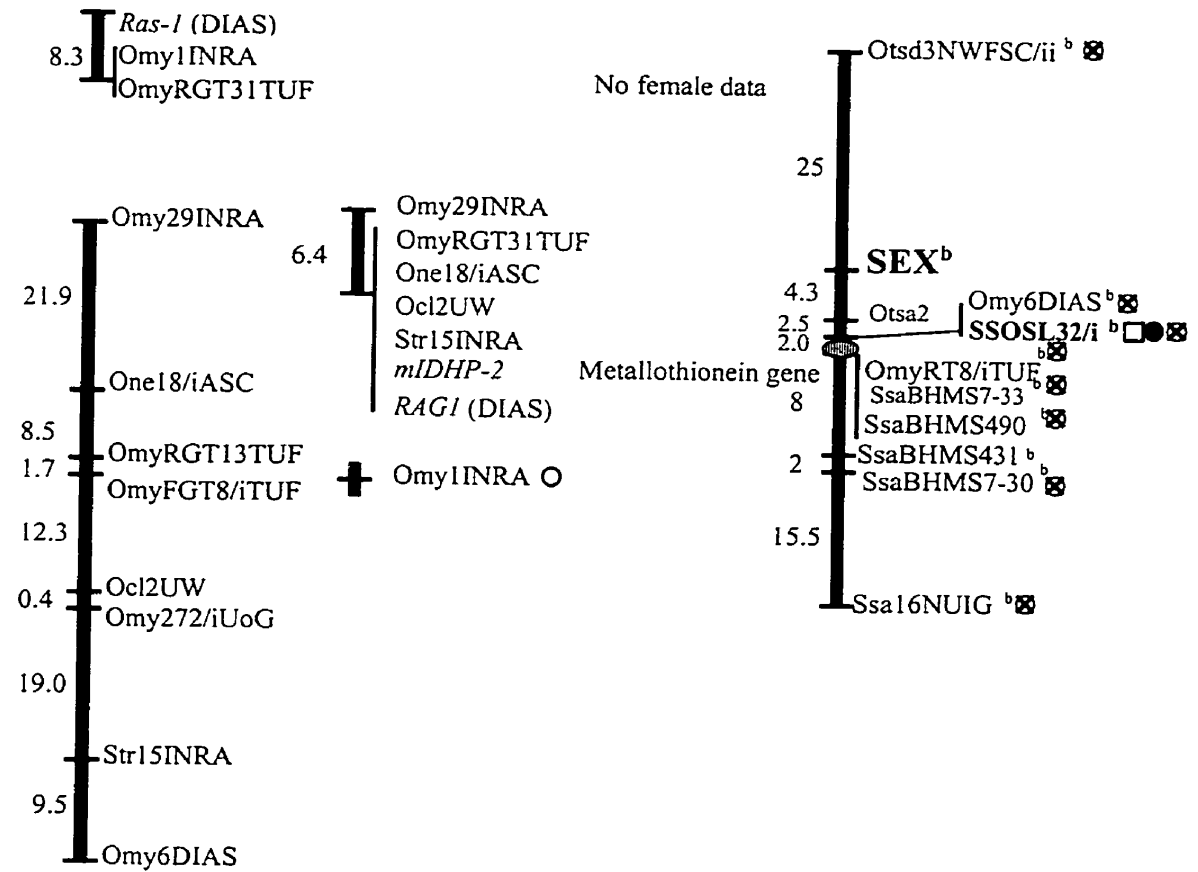 Ras-1 (DIAS)
8.3
Omy1INRA
OmyRGT31TUF
Omy29INRA
21.9
One18/iASC
8.5
OmyRGT13TUF
1.7
OmyFGT8/iTUF
12.3
Ocl2UW
0.4
Omy272/iUoG
19.0
Str15INRA
9.5
Omy6DIAS
Omy29INRA
6.4
OmyRGT31TUF
One18/iASC
Ocl2UW
Str15INRA
mIDHP-2
RAG1 (DIAS)
Omy1INRA
No female data
Otsd3NWFSC/ii b
25
SEX b
4.3
Otsa2
2.5
Omy6DIAS b
2.0
SSOSL32/i b
Metallothionein gene
OmyRT8/iTUF b
8
SsaBHMS7-33 b
SsaBHMS490 b
SsaBHMS431 b
2
SsaBHMS7-30 b
15.5
Ssa16NUIG b